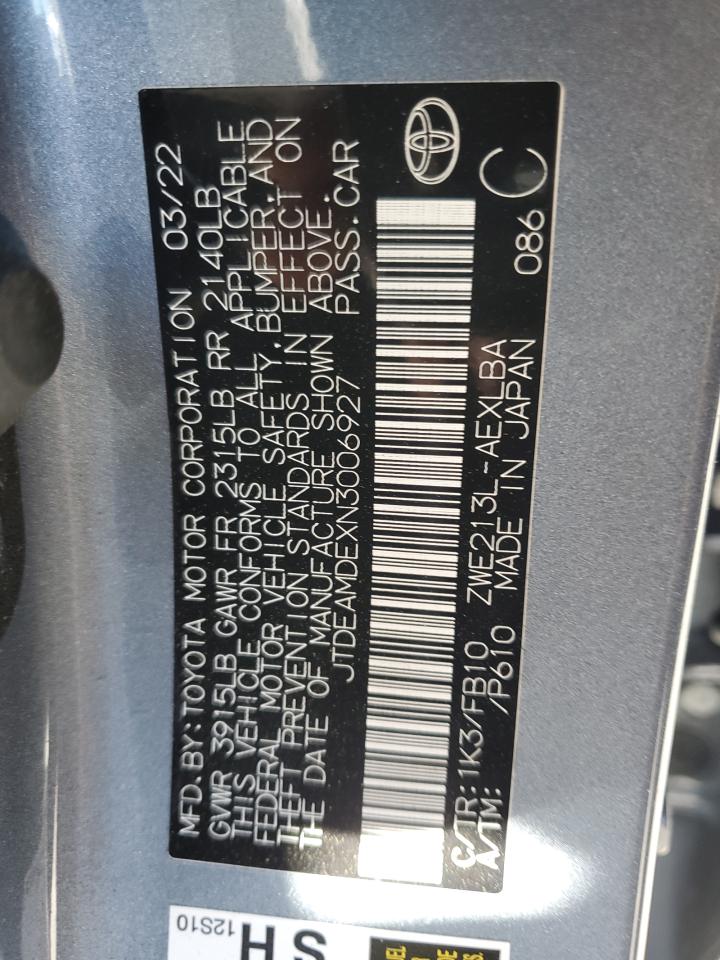 MFD.BY:TOYOTA MOTOR CORPORATION 03/22
GVWR 3915LB GAWR FR 2315LB RR 2140LB
THIS VEHICLE CONFORMS TO ALL APPLICABLE
FEDERAL MOTOR VEHICLE SAFETY,BUMPER,AND
THEFT PREVENTION STANDARDS IN EFFECT ON
THE DATE OF MANUFACTURE SHOWN ABOVE.
JTDEAMDEXN3006927 PASS.CAR
C/TR:1K3/FB10 ZWE213L-AEXLBA 086
A/TM: /P610 MADE IN JAPAN C
12S10
SH